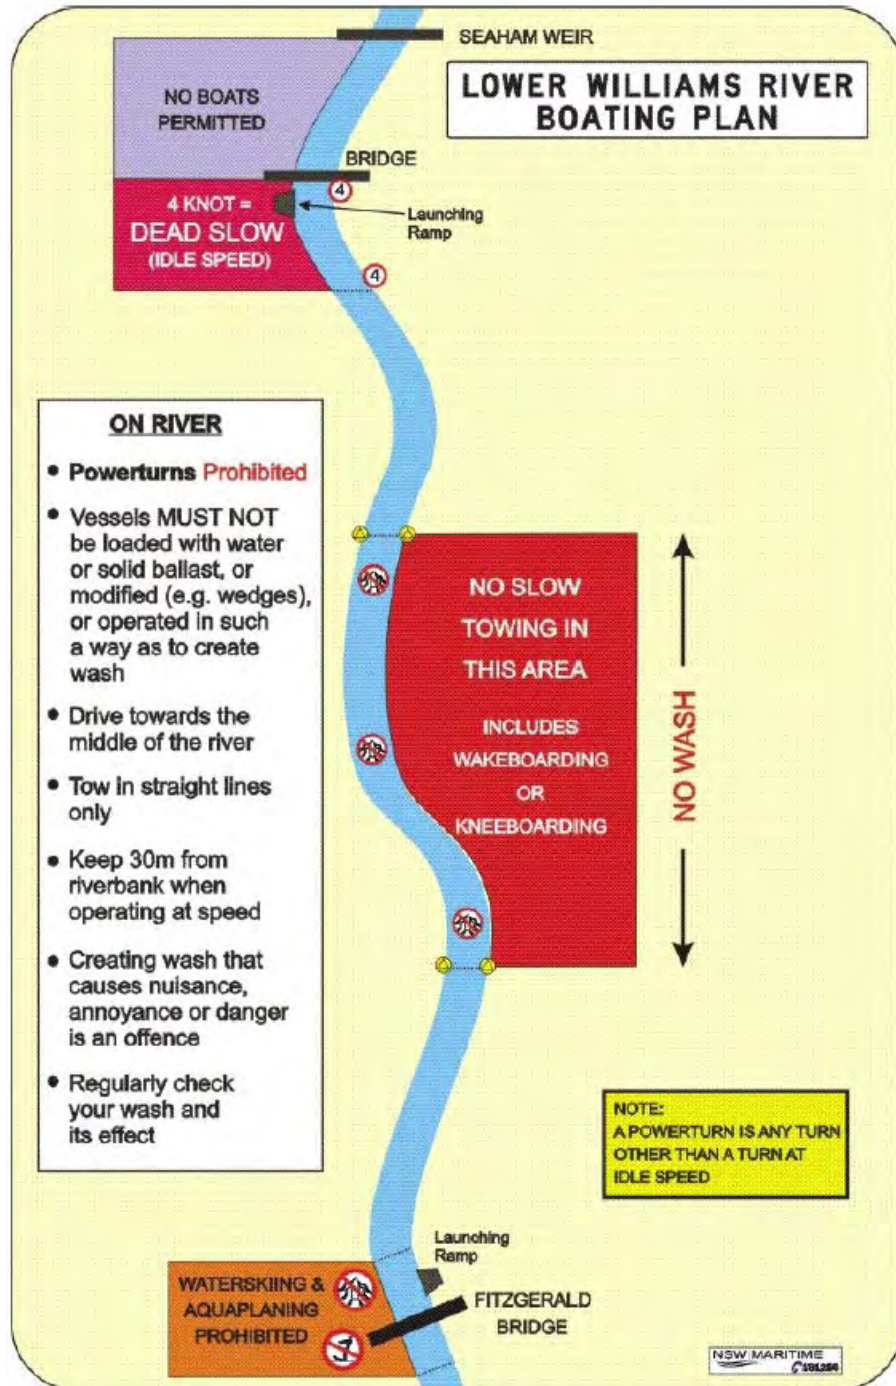 SEAHAM WEIR
LOWER WILLIAMS RIVER
BOATING PLAN
NO BOATS
PERMITTED
BRIDGE
4 KNOT =
DEAD SLOW
(IDLE SPEED)
4
Launching
Ramp
4
ON RIVER
• Powerturns Prohibited
• Vessels MUST NOT
be loaded with water
or solid ballast, or
modified (e.g. wedges),
or operated in such
a way as to create
wash
• Drive towards the
middle of the river
• Tow in straight lines
only
• Keep 30m from
riverbank when
operating at speed
• Creating wash that
causes nuisance,
annoyance or danger
is an offence
• Regularly check
your wash and
its effect
NO SLOW
TOWING IN
THIS AREA
INCLUDES
WAKEBOARDING
OR
KNEEBOARDING
NO WASH
NOTE:
A POWERTURN IS ANY TURN
OTHER THAN A TURN AT
IDLE SPEED
Launching
Ramp
WATERSKIING &
AQUAPLANING
PROHIBITED
FITZGERALD
BRIDGE
NSW MARITIME